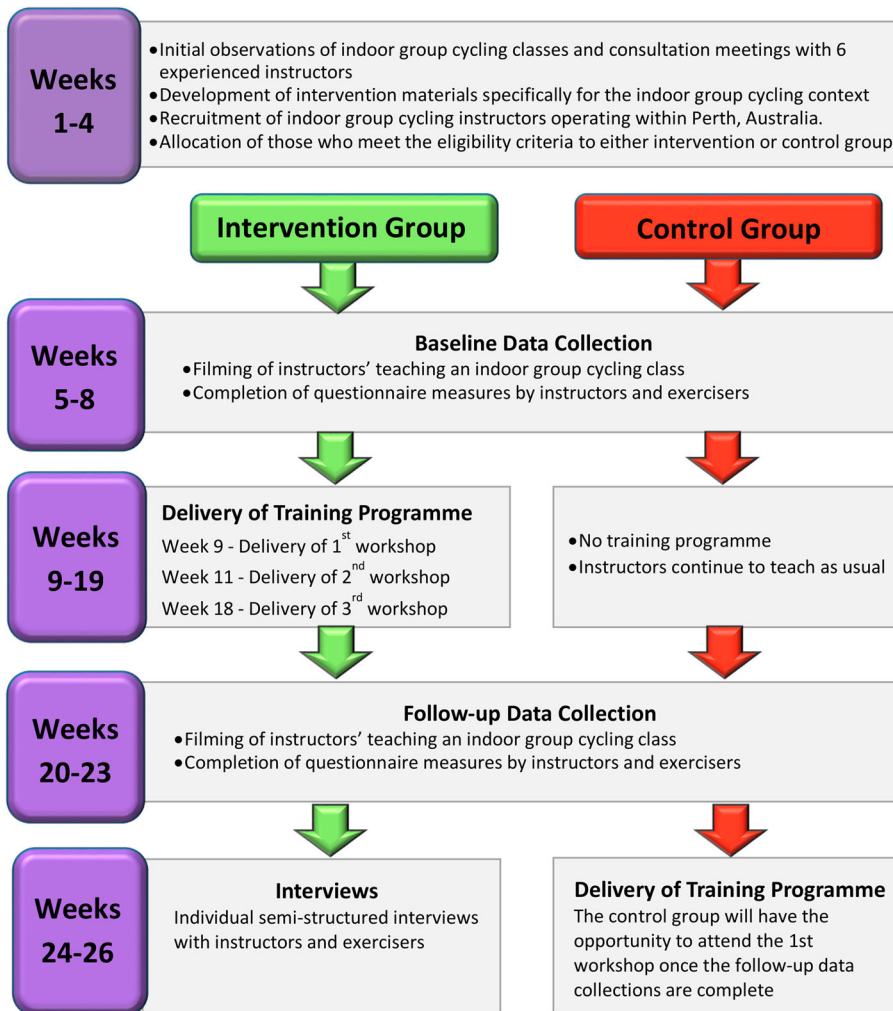 Weeks
1-4
•Initial observations of indoor group cycling classes and consultation meetings with 6
experienced instructors
•Development of intervention materials specifically for the indoor group cycling context
•Recruitment of indoor group cycling instructors operating within Perth, Australia.
•Allocation of those who meet the eligibility criteria to either intervention or control group
Intervention Group
Control Group
Weeks
5-8
Baseline Data Collection
•Filming of instructors’ teaching an indoor group cycling class
•Completion of questionnaire measures by instructors and exercisers
Weeks
9-19
Delivery of Training Programme
Week 9 - Delivery of 1st workshop
Week 11 - Delivery of 2nd workshop
Week 18 - Delivery of 3rd workshop
•No training programme
•Instructors continue to teach as usual
Weeks
20-23
Follow-up Data Collection
•Filming of instructors’ teaching an indoor group cycling class
•Completion of questionnaire measures by instructors and exercisers
Weeks
24-26
Interviews
Individual semi-structured interviews
with instructors and exercisers
Delivery of Training Programme
The control group will have the
opportunity to attend the 1st
workshop once the follow-up data
collections are complete